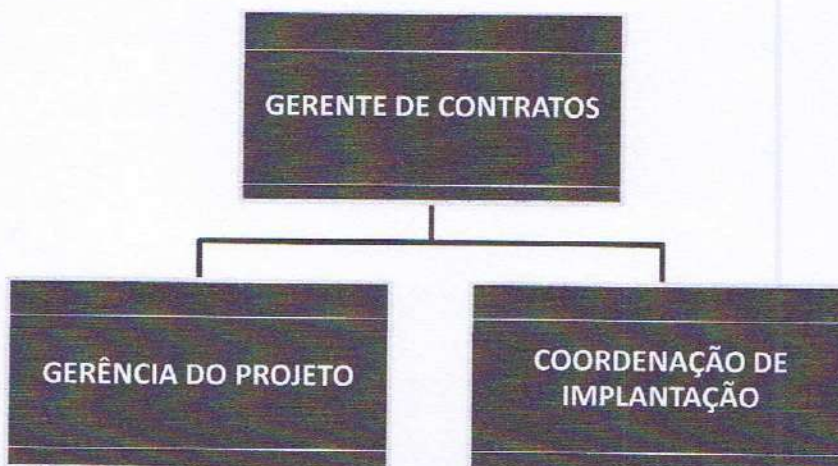 GERENTE DE CONTRATOS
GERÊNCIA DO PROJETO
COORDENAÇÃO DE
IMPLANTAÇÃO